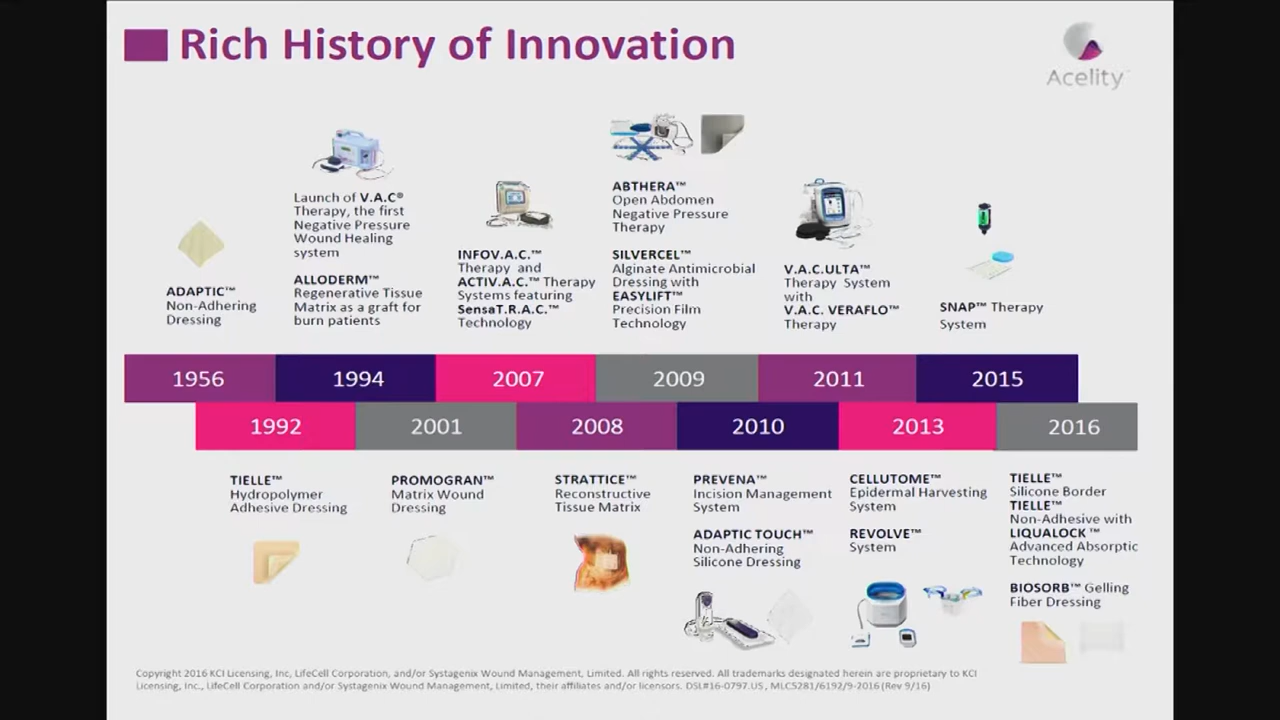 Rich History of Innovation
Acelity™
ADAPTIC™
Non-Adhering
Dressing
Launch of V.A.C®
Therapy, the first
Negative Pressure
Wound Healing
system
ALLODERM™
Regenerative Tissue
Matrix as a graft for
burn patients
INFOV.A.C.™
Therapy and
ACTIV.A.C.™ Therapy
Systems featuring
SensaT.R.A.C.™
Technology
ABTHERA™
Open Abdomen
Negative Pressure
Therapy
SILVERCEL™
Alginate Antimicrobial
Dressing with
EASYLIFT™
Precision Film
Technology
V.A.C.ULTA™
Therapy System
with
V.A.C. VERAFLO™
Therapy
SNAP™ Therapy
System
1956
1994
2007
2009
2011
2015
1992
2001
2008
2010
2013
2016
TIELLE™
Hydropolymer
Adhesive Dressing
PROMOGRAN™
Matrix Wound
Dressing
STRATTICE™
Reconstructive
Tissue Matrix
PREVENA™
Incision Management
System
ADAPTIC TOUCH™
Non-Adhering
Silicone Dressing
CELLUTOME™
Epidermal Harvesting
System
REVOLVE™
System
TIELLE™
Silicone Border
TIELLE™
Non-Adhesive with
LIQUALOCK ™
Advanced Absorptic
Technology
BIOSORB™ Gelling
Fiber Dressing
Copyright 2016 KCI Licensing, Inc, LifeCell Corporation, and/or Systagenix Wound Management, Limited. All rights reserved. All trademarks designated herein are proprietary to KCI
Licensing, Inc., LifeCell Corporation and/or Systagenix Wound Management, Limited, their affiliates and/or licensors. DSL#16-0797.US, MLC5281/6192/9-2016 (Rev 9/16)